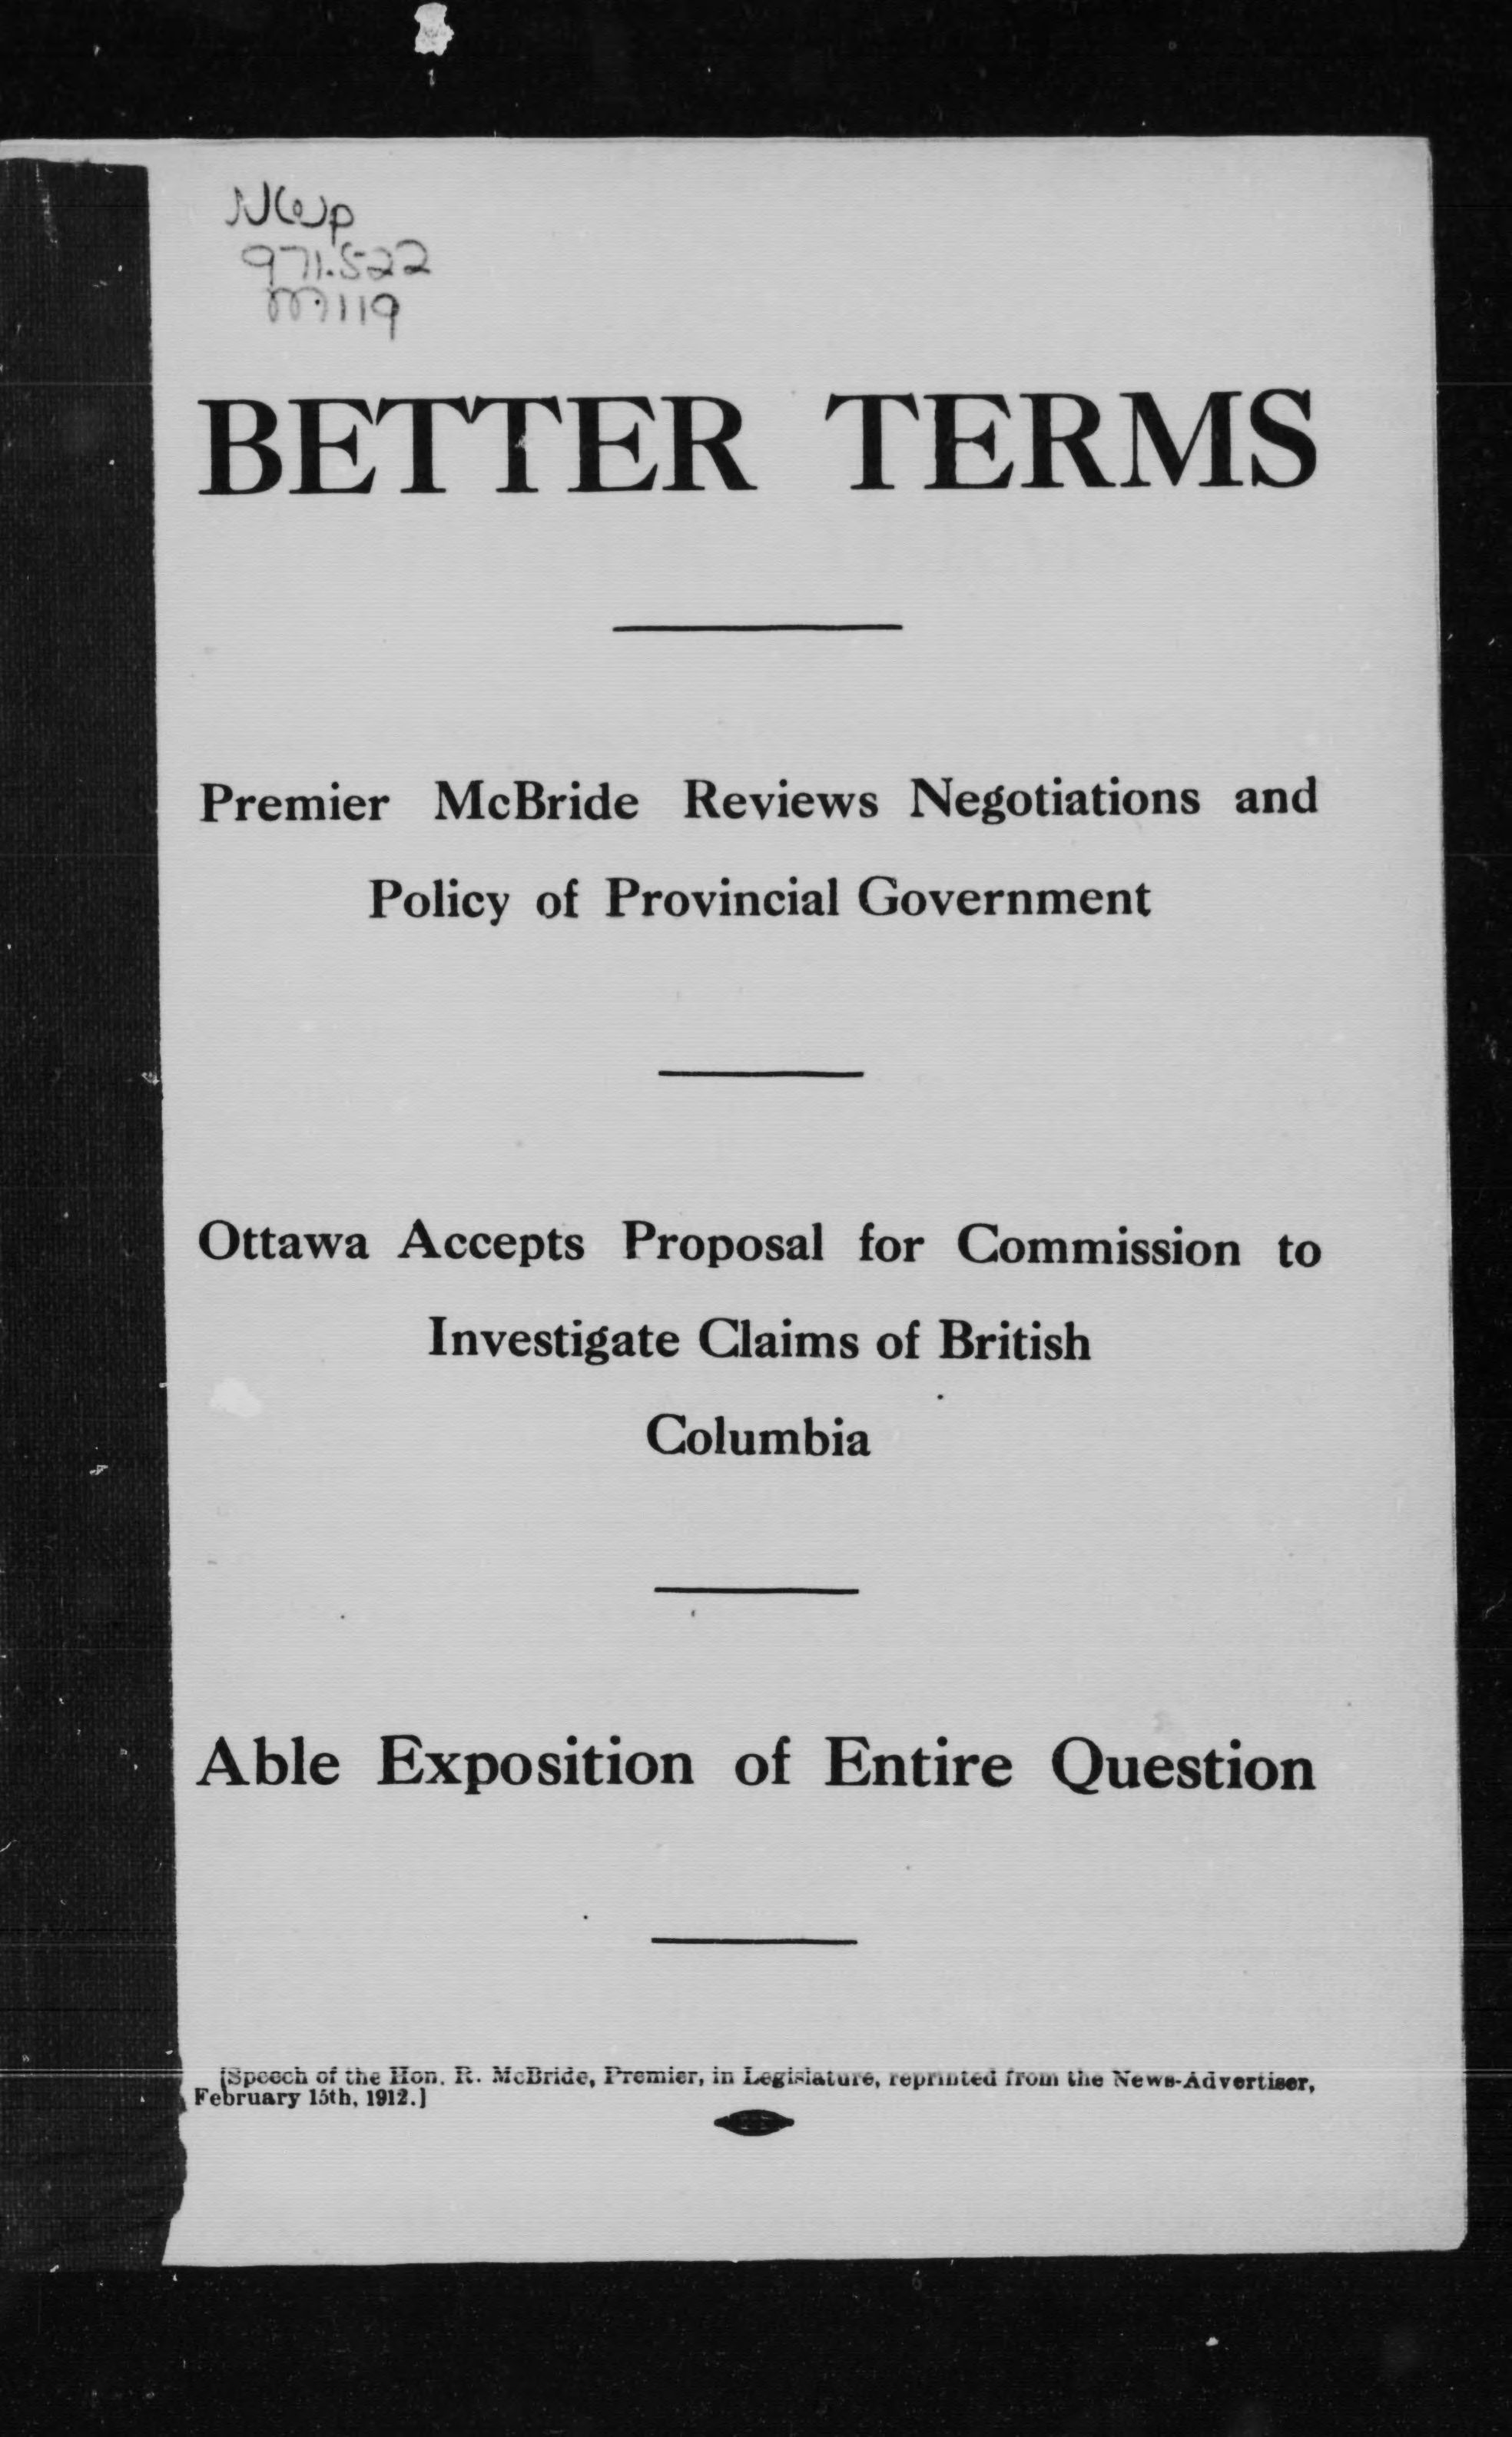 NWp
971.522
M119
BETTER TERMS
Premier McBride Reviews Negotiations and
Policy of Provincial Government
Ottawa Accepts Proposal for Commission to
Investigate Claims of British
Columbia
Able Exposition of Entire Question
[Speech of the Hon. R. McBride, Premier, in Legislature, reprinted from the News-Advertiser,
February 15th, 1912.]